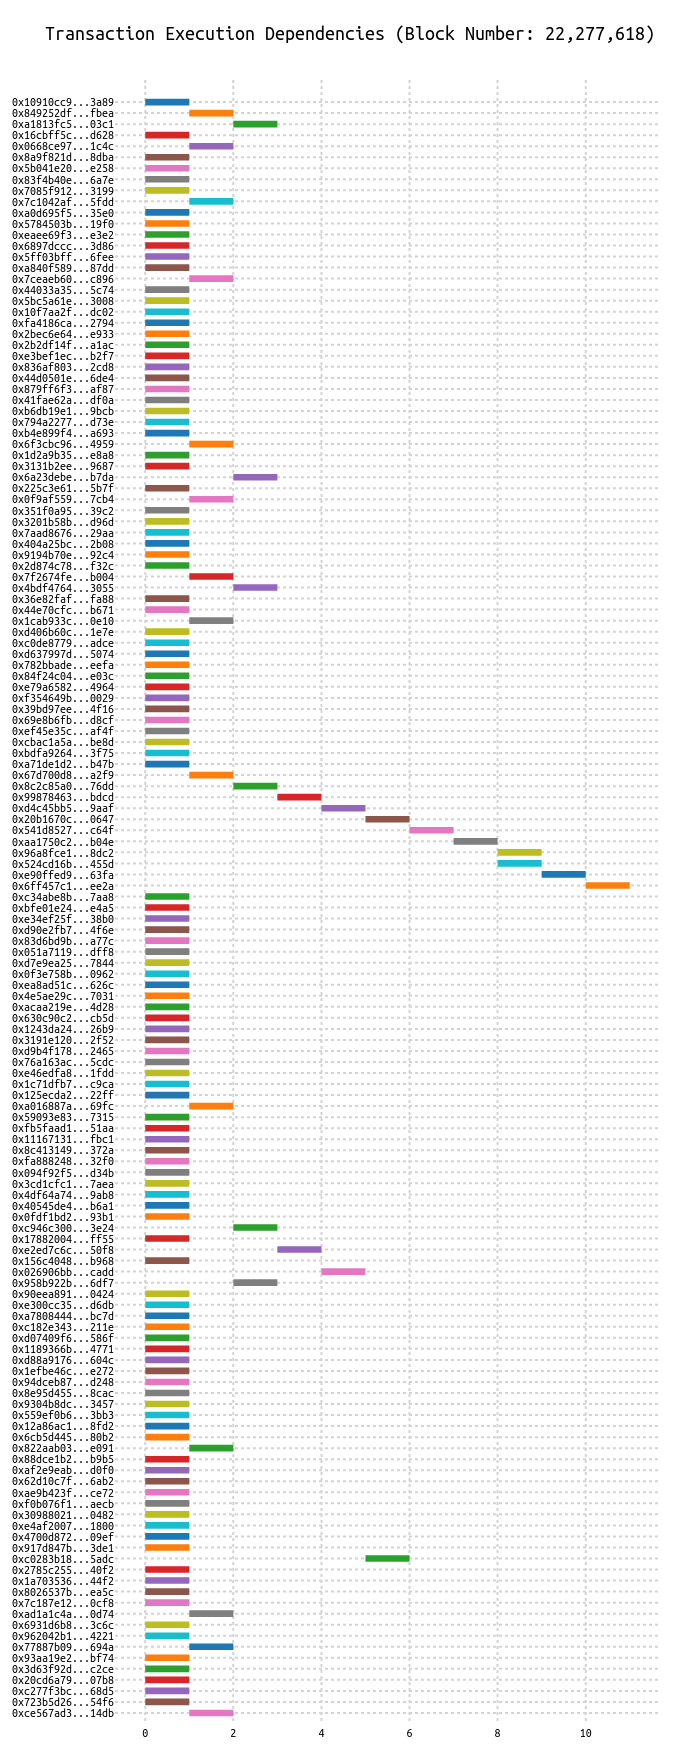 Transaction Execution Dependencies (Block Number: 22,277,618)
0x10910cc9...3a89
0x849252df...fbea
0xa1813fc5...03c1
0x16cbff5c...d628
0x0668ce97...1c4c
0x8a9f821d...8dba
0x5b041e20...e258
0x83f4b40e...6a7e
0x7085f912...3199
0x7c1042af...5fdd
0xa0d695f5...35e0
0x5784503b...19f0
0xeaee69f3...e3e2
0x6897dccc...3d86
0x5ff03bff...6fee
0xa840f589...87dd
0x7ceaeb60...c896
0x44033a35...5c74
0x5bc5a61e...3008
0x10f7aa2f...dc02
0xfa4186ca...2794
0x2bec6e64...e933
0x2b2df14f...a1ac
0xe3bef1ec...b2f7
0x836af803...2cd8
0x44d0501e...6de4
0x879ff6f3...af87
0x41fae62a...df0a
0xb6db19e1...9bcb
0x794a2277...d73e
0xb4e899f4...a693
0x6f3cbc96...4959
0x1d2a9b35...e8a8
0x3131b2ee...9687
0x6a23debe...b7da
0x225c3e61...5b7f
0x0f9af559...7cb4
0x351f0a95...39c2
0x3201b58b...d96d
0x7aad8676...29aa
0x404a25bc...2b08
0x9194b70e...92c4
0x2d874c78...f32c
0x7f2674fe...b004
0x4bdf4764...3055
0x36e82faf...fa88
0x44e70cfc...b671
0x1cab933c...0e10
0xd406b60c...1e7e
0xc0de8779...adce
0xd637997d...5074
0x782bbade...eefa
0x84f24c04...e03c
0xe79a6582...4964
0xf354649b...0029
0x39bd97ee...4f16
0x69e8b6fb...d8cf
0xef45e35c...af4f
0xcbac1a5a...be8d
0xbdfa9264...3f75
0xa71de1d2...b47b
0x67d700d8...a2f9
0x8c2c85a0...76dd
0x99878463...bdcd
0xd4c45bb5...9aaf
0x20b1670c...0647
0x541d8527...c64f
0xaa1750c2...b04e
0x96a8fce1...8dc2
0x524cd16b...455d
0xe90ffed9...63fa
0x6ff457c1...ee2a
0xc34abe8b...7aa8
0xbfe01e24...e4a5
0xe34ef25f...38b0
0xd90e2fb7...4f6e
0x83d6bd9b...a77c
0x051a7119...dff8
0xd7e9ea25...7844
0x0f3e758b...0962
0xea8ad51c...626c
0x4e5ae29c...7031
0xacaa219e...4d28
0x630c90c2...cb5d
0x1243da24...26b9
0x3191e120...2f52
0xd9b4f178...2465
0x76a163ac...5cdc
0xe46edfa8...1fdd
0x1c71dfb7...c9ca
0x125ecda2...22ff
0xa016887a...69fc
0x59093e83...7315
0xfb5faad1...51aa
0x11167131...fbc1
0x8c413149...372a
0xfa888248...32f0
0x094f92f5...d34b
0x3cd1cfc1...7aea
0x4df64a74...9ab8
0x40545de4...b6a1
0x0fdf1bd2...93b1
0xc946c300...3e24
0x17882004...ff55
0xe2ed7c6c...50f8
0x156c4048...b968
0x026906bb...cadd
0x958b922b...6df7
0x90eea891...0424
0xe300cc35...d6db
0xa7808444...bc7d
0xc182e343...211e
0xd07409f6...586f
0x1189366b...4771
0xd88a9176...604c
0x1efbe46c...e272
0x94dceb87...d248
0x8e95d455...8cac
0x9304b8dc...3457
0x559ef0b6...3bb3
0x12a86ac1...8fd2
0x6cb5d445...80b2
0x822aab03...e091
0x88dce1b2...b9b5
0xaf2e9eab...d0f0
0x62d10c7f...6ab2
0xae9b423f...ce72
0xf0b076f1...aecb
0x30988021...0482
0xe4af2007...1800
0x4700d872...09ef
0x917d847b...3de1
0xc0283b18...5adc
0x2785c255...40f2
0x1a703536...44f2
0x8026537b...ea5c
0x7c187e12...0cf8
0xad1a1c4a...0d74
0x6931d6b8...3c6c
0x962042b1...4221
0x77887b09...694a
0x93aa19e2...bf74
0x3d63f92d...c2ce
0x20cd6a79...07b8
0xc277f3bc...68d5
0x723b5d26...54f6
0xce567ad3...14db
0 2 4 6 8 10